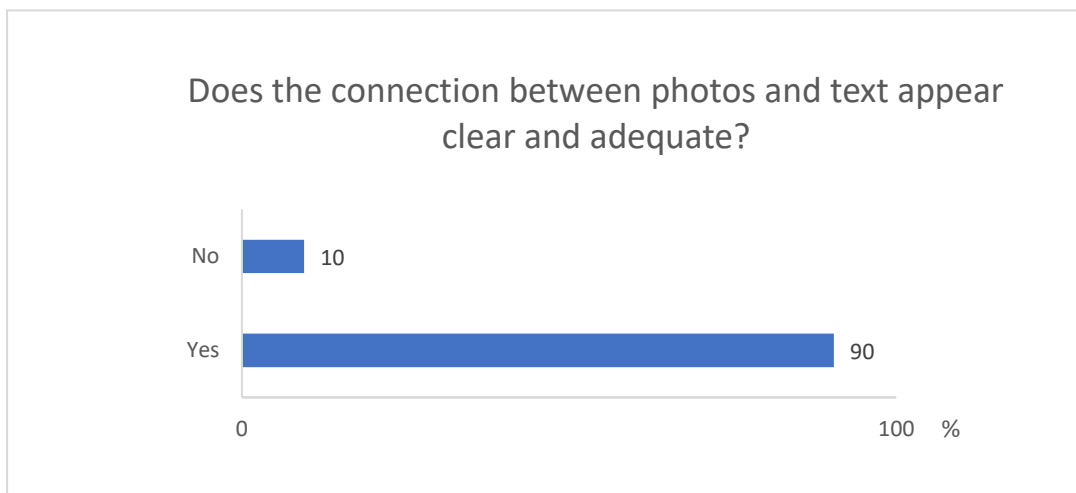 Does the connection between photos and text appear
clear and adequate?
No 10
Yes 90
0 100 %